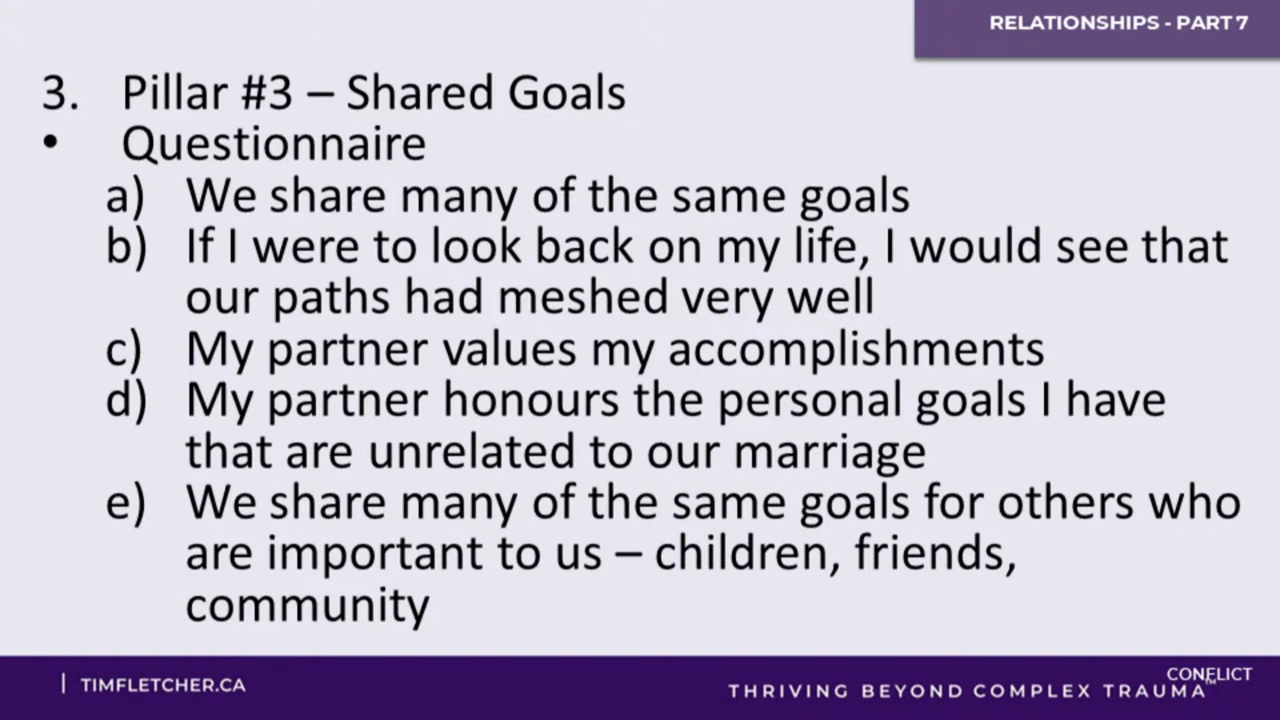 RELATIONSHIPS - PART 7
3. Pillar #3 – Shared Goals
• Questionnaire
a) We share many of the same goals
b) If I were to look back on my life, I would see that
our paths had meshed very well
c) My partner values my accomplishments
d) My partner honours the personal goals I have
that are unrelated to our marriage
e) We share many of the same goals for others who
are important to us – children, friends,
community
| TIMFLETCHER.CA
CONFLICT
THRIVING BEYOND COMPLEX TRAUMA™